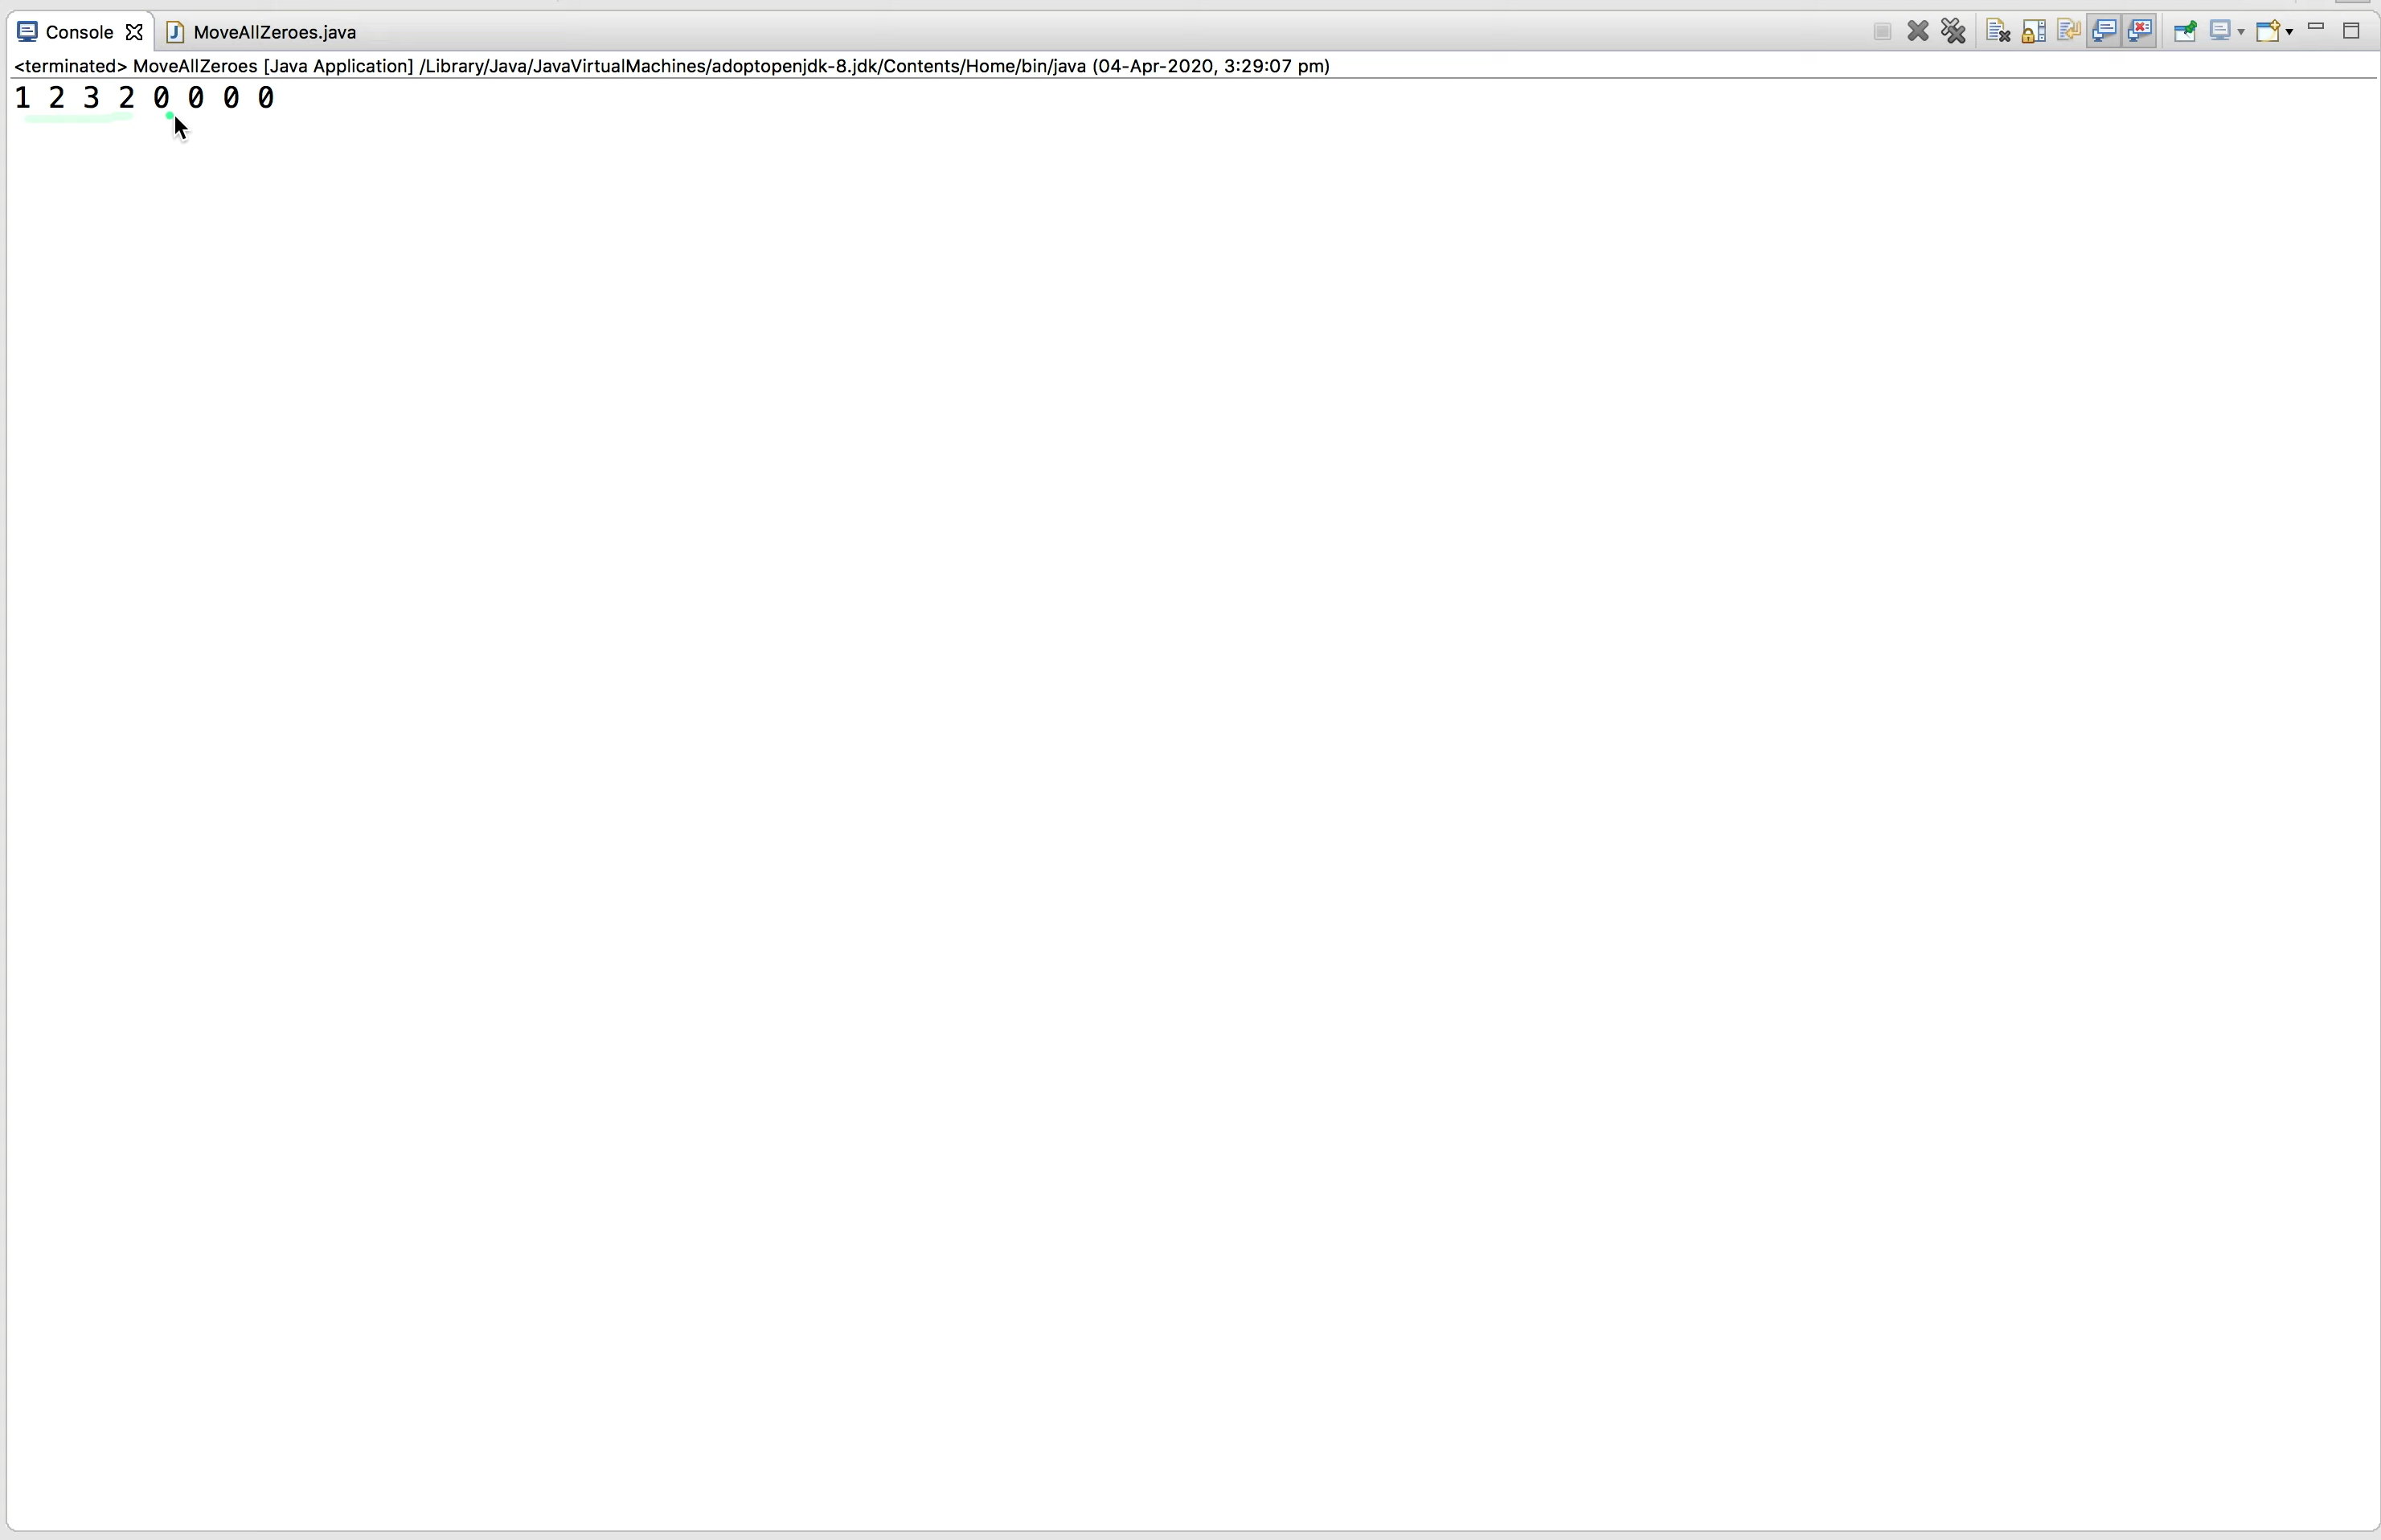 Console MoveAllZeroes.java
<terminated> MoveAllZeroes [Java Application] /Library/Java/JavaVirtualMachines/adoptopenjdk-8.jdk/Contents/Home/bin/java (04-Apr-2020, 3:29:07 pm)
1 2 3 2 0 0 0 0